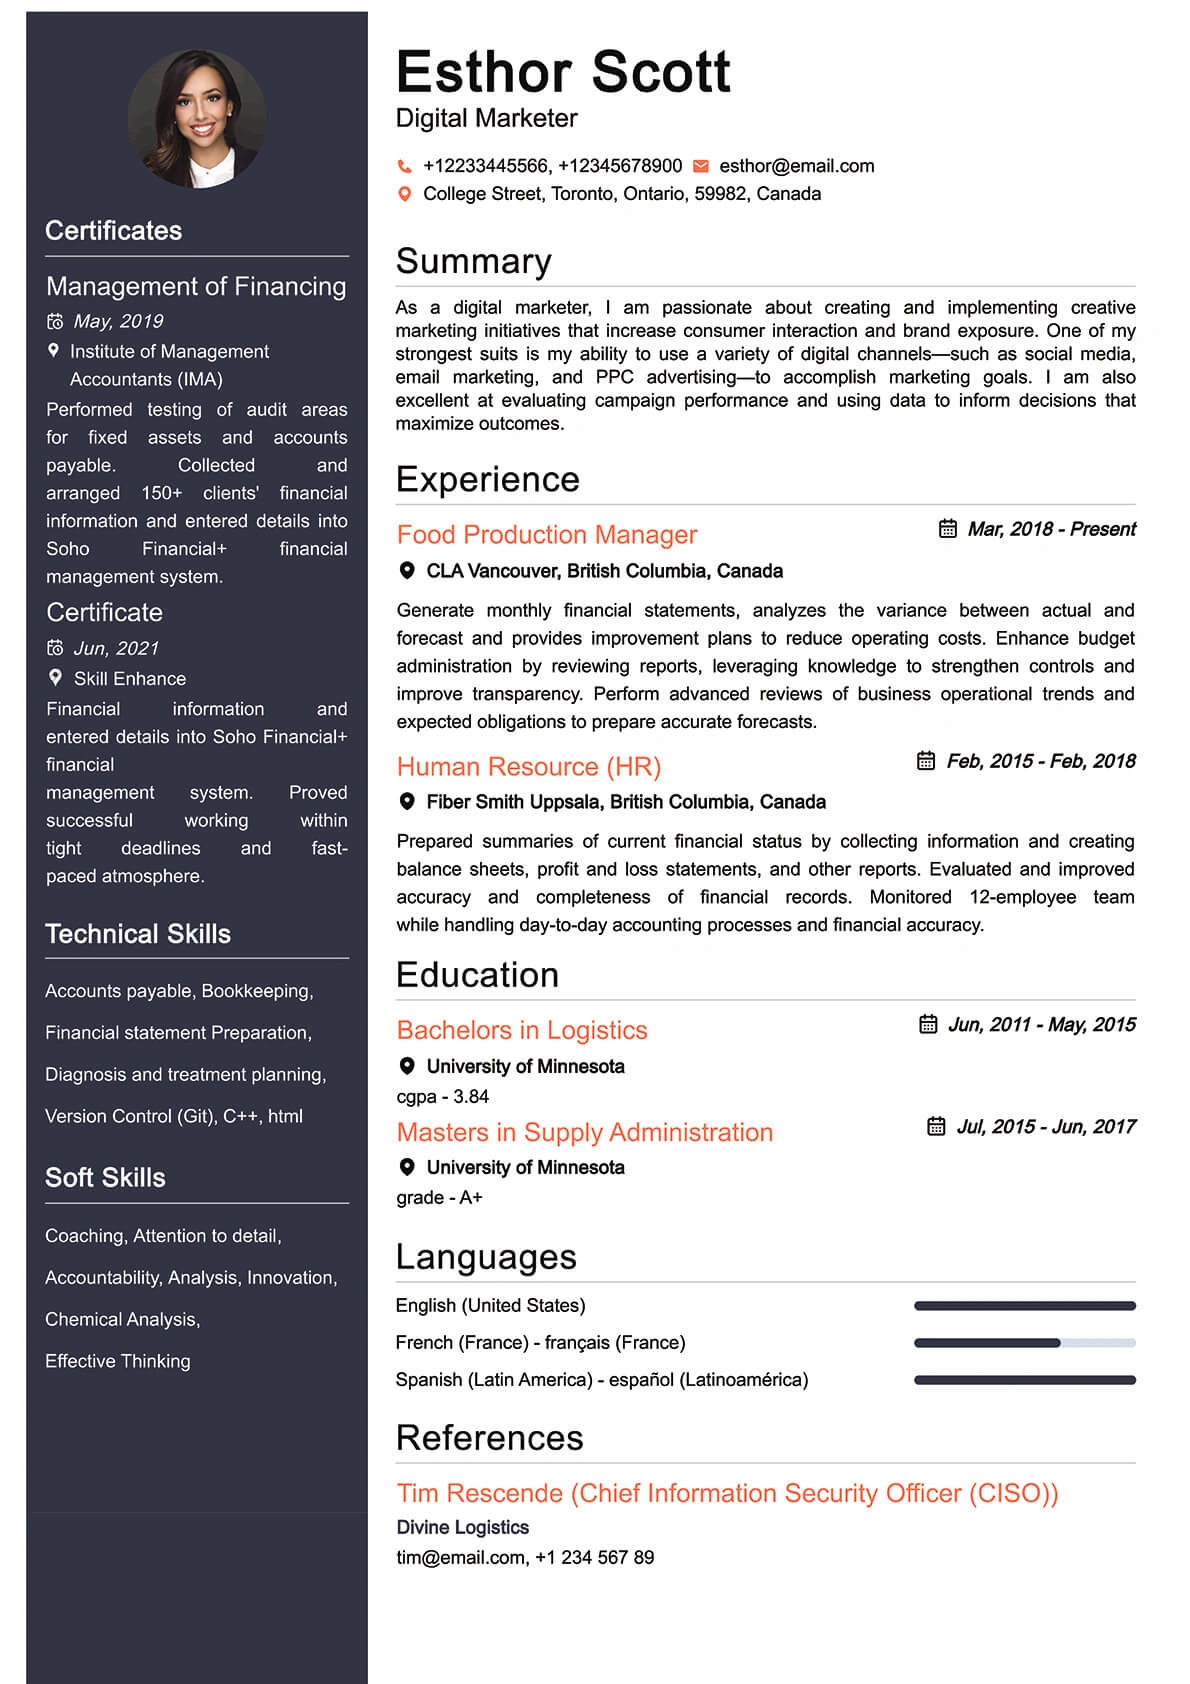 Esthor Scott
Digital Marketer
+12233445566, +12345678900 esthor@email.com
College Street, Toronto, Ontario, 59982, Canada
Certificates
Management of Financing
May, 2019
Institute of Management
Accountants (IMA)
Performed testing of audit areas
for fixed assets and accounts
payable. Collected and
arranged 150+ clients' financial
information and entered details into
Soho Financial+ financial
management system.
Certificate
Jun, 2021
Skill Enhance
Financial information and
entered details into Soho Financial+
financial
management system. Proved
successful working within
tight deadlines and fast-
paced atmosphere.
Technical Skills
Accounts payable, Bookkeeping,
Financial statement Preparation,
Diagnosis and treatment planning,
Version Control (Git), C++, html
Soft Skills
Coaching, Attention to detail,
Accountability, Analysis, Innovation,
Chemical Analysis,
Effective Thinking
Summary
As a digital marketer, I am passionate about creating and implementing creative
marketing initiatives that increase consumer interaction and brand exposure. One of my
strongest suits is my ability to use a variety of digital channels—such as social media,
email marketing, and PPC advertising—to accomplish marketing goals. I am also
excellent at evaluating campaign performance and using data to inform decisions that
maximize outcomes.
Experience
Food Production Manager Mar, 2018 - Present
CLA Vancouver, British Columbia, Canada
Generate monthly financial statements, analyzes the variance between actual and
forecast and provides improvement plans to reduce operating costs. Enhance budget
administration by reviewing reports, leveraging knowledge to strengthen controls and
improve transparency. Perform advanced reviews of business operational trends and
expected obligations to prepare accurate forecasts.
Human Resource (HR) Feb, 2015 - Feb, 2018
Fiber Smith Uppsala, British Columbia, Canada
Prepared summaries of current financial status by collecting information and creating
balance sheets, profit and loss statements, and other reports. Evaluated and improved
accuracy and completeness of financial records. Monitored 12-employee team
while handling day-to-day accounting processes and financial accuracy.
Education
Bachelors in Logistics Jun, 2011 - May, 2015
University of Minnesota
cgpa - 3.84
Masters in Supply Administration Jul, 2015 - Jun, 2017
University of Minnesota
grade - A+
Languages
English (United States)
French (France) - français (France)
Spanish (Latin America) - español (Latinoamérica)
References
Tim Rescende (Chief Information Security Officer (CISO))
Divine Logistics
tim@email.com, +1 234 567 89